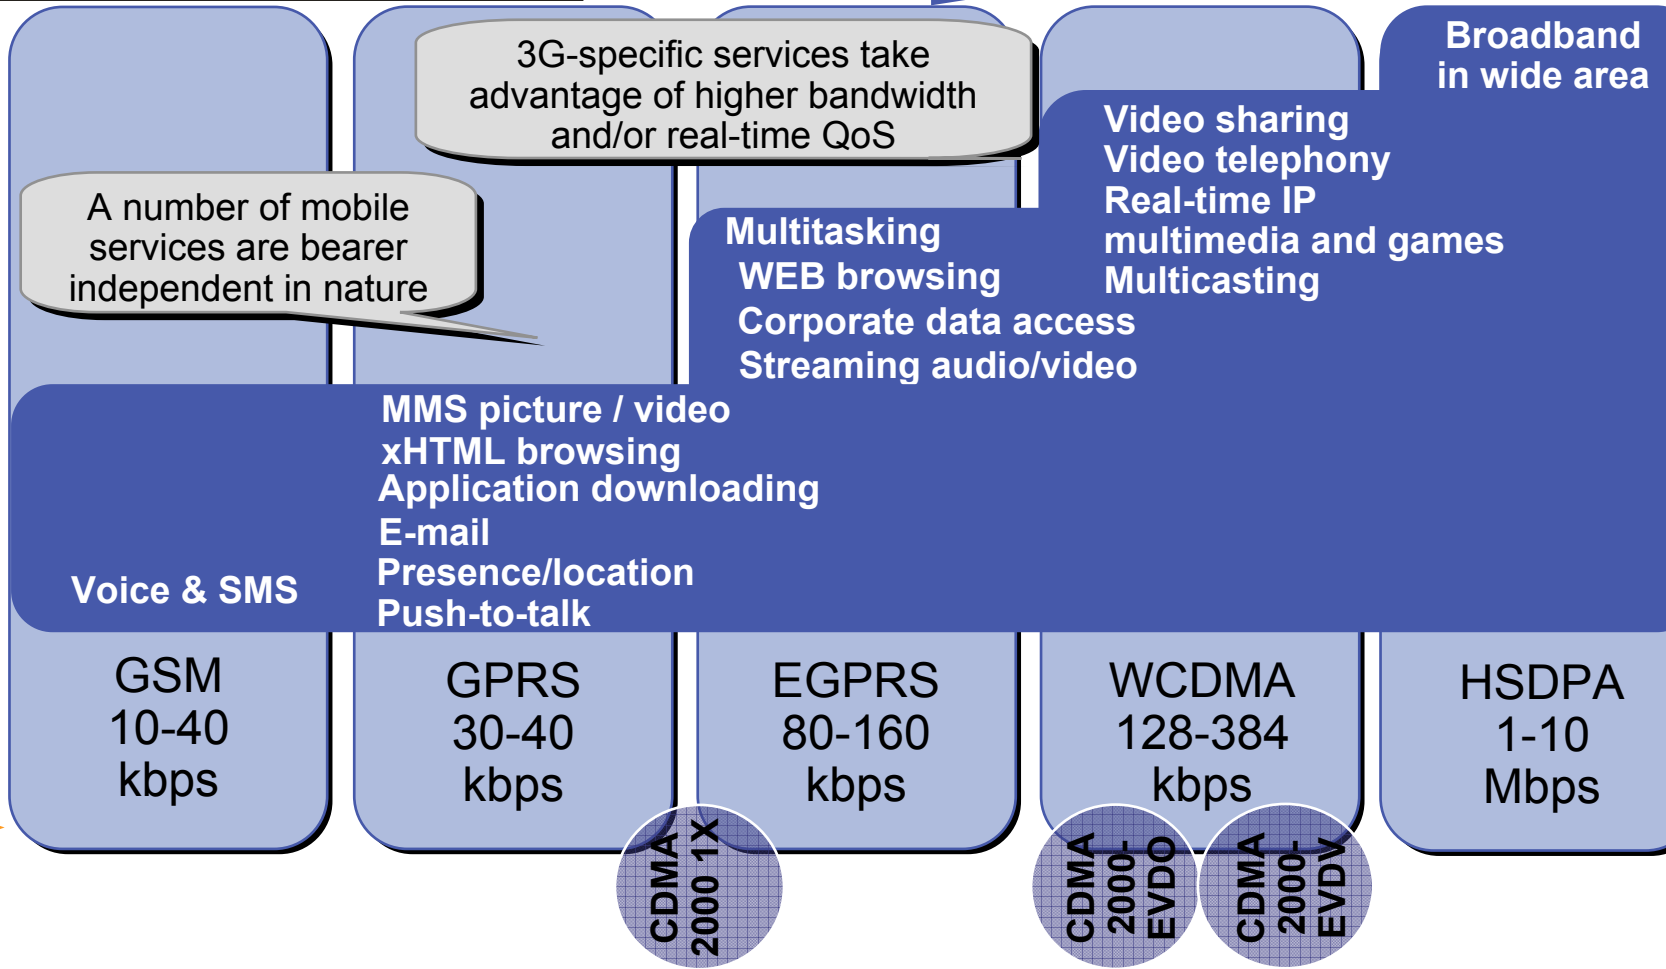 3G-specific services take
advantage of higher bandwidth
and/or real-time QoS
A number of mobile
services are bearer
independent in nature
Broadband
in wide area
Video sharing
Video telephony
Real-time IP
multimedia and games
Multicasting
Multitasking
WEB browsing
Corporate data access
Streaming audio/video
MMS picture / video
xHTML browsing
Application downloading
E-mail
Presence/location
Push-to-talk
Voice & SMS
GSM
10-40
kbps
GPRS
30-40
kbps
EGPRS
80-160
kbps
WCDMA
128-384
kbps
HSDPA
1-10
Mbps
CDMA
2000 1X
CDMA
2000-
EVDO
CDMA
2000-
EVDV